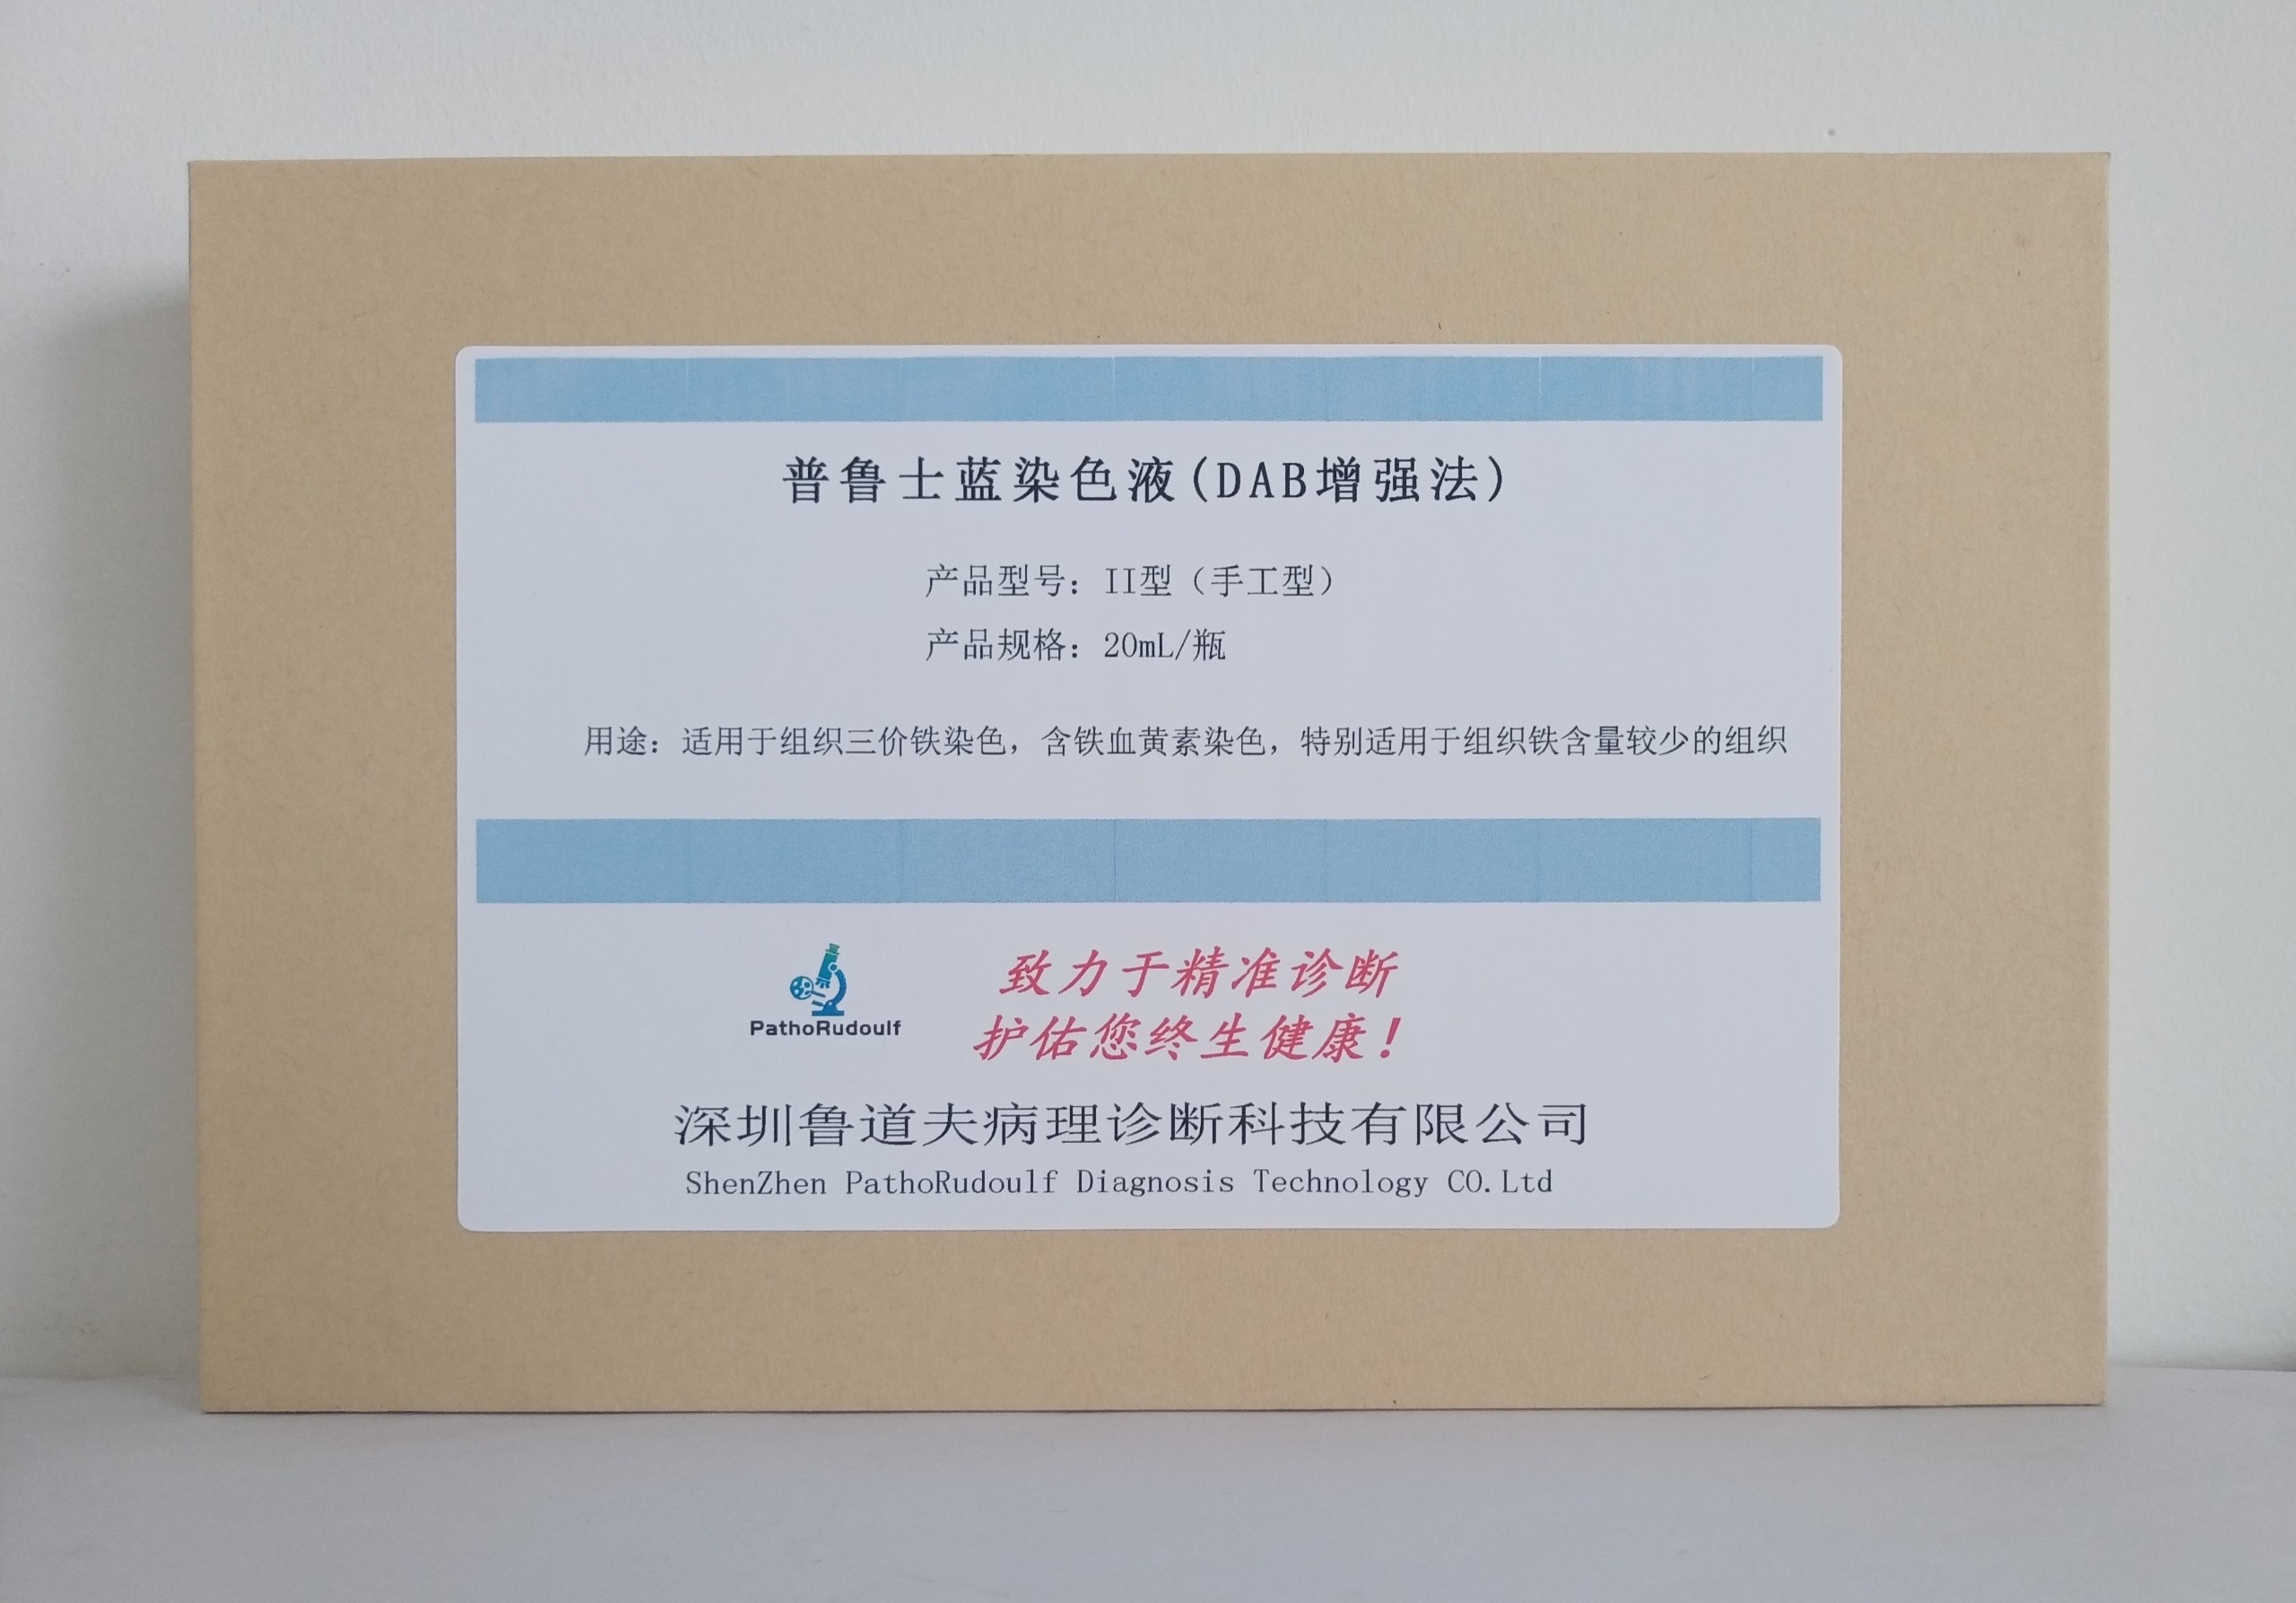 普鲁士蓝染色液(DAB增强法)
产品型号：II型（手工型）
产品规格：20mL/瓶
用途：适用于组织三价铁染色，含铁血黄素染色，特别适用于组织铁含量较少的组织
致力于精准诊断
护佑您终生健康！
PathoRudoulf
深圳鲁道夫病理诊断科技有限公司
ShenZhen PathoRudoulf Diagnosis Technology CO.Ltd